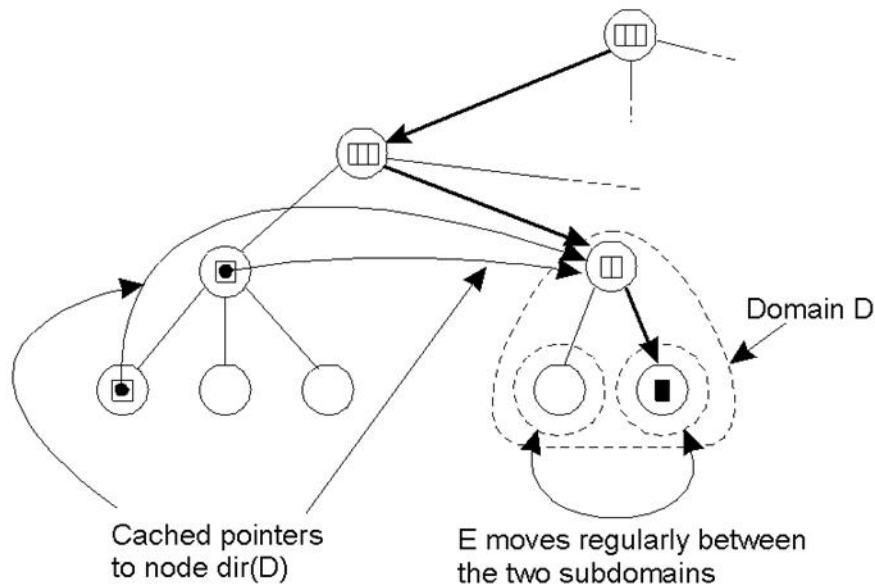 Domain D
Cached pointers
to node dir(D)
E moves regularly between
the two subdomains